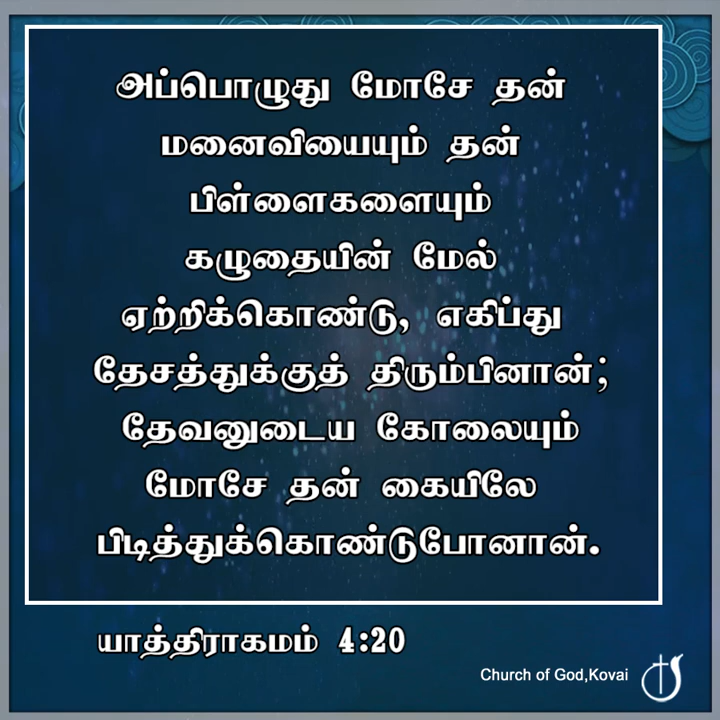 அப்பொழுது மோசே தன்
மனைவியையும் தன்
பிள்ளைகளையும்
கழுதையின் மேல்
ஏற்றிக்கொண்டு, எகிப்து
தேசத்துக்குத் திரும்பினான்;
தேவனுடைய கோலையும்
மோசே தன் கையிலே
பிடித்துக்கொண்டுபோனான்.
யாத்திராகமம் 4:20
Church of God,Kovai